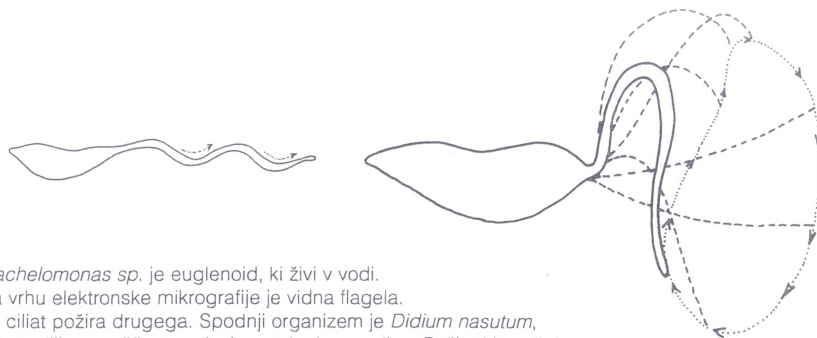 achelomonas sp. je euglenoid, ki živi v vodi.
vrhu elektronske mikrografije je vidna flagela.
ciliat požira drugega. Spodnji organizem je Didium nasutum,